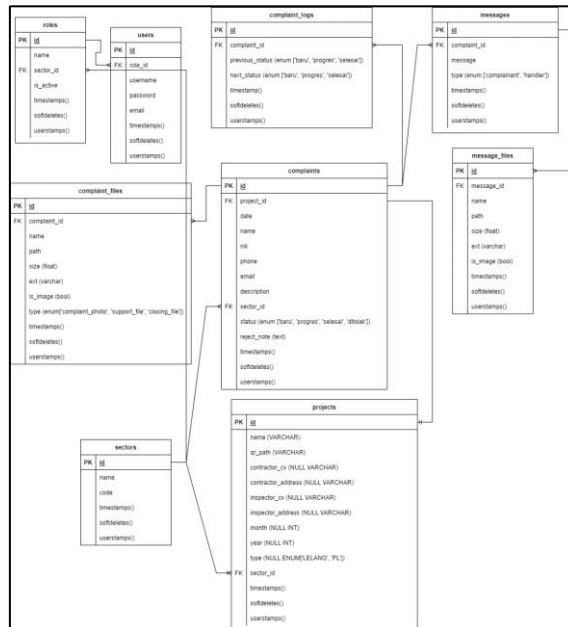 roles
PK id
name
FK sector_id
is_active
timestamps()
softdeletes()
userstamps()
users
PK id
FK role_id
username
password
email
timestamps()
softdeletes()
userstamps()
complaint_logs
PK id
FK complaint_id
previous_status (enum ['baru', 'progres', 'selesai'])
next_status (enum ['baru', 'progres', 'selesai'])
timestamp()
softdeletes()
userstamps()
messages
PK id
FK complaint_id
message
type (enum ['complainant', 'handler'])
timestamps()
softdeletes()
userstamps()
message_files
PK id
FK message_id
name
path
size (float)
ext (varchar)
is_image (bool)
timestamps()
softdeletes()
userstamps()
complaint_files
PK id
FK complaint_id
name
path
size (float)
ext (varchar)
is_image (bool)
type (enum['complaint_photo', 'support_file', 'closing_file'])
timestamps()
softdeletes()
userstamps()
complaints
PK id
FK project_id
date
name
nik
phone
email
description
FK sector_id
status (enum ['baru', 'progres', 'selesai', 'ditolak'])
reject_note (text)
timestamps()
softdeletes()
userstamps()
sectors
PK id
name
code
timestamps()
softdeletes()
userstamps()
projects
PK id
name (VARCHAR)
qr_path (VARCHAR)
contractor_cv (NULL VARCHAR)
contractor_address (NULL VARCHAR)
inspector_cv (NULL VARCHAR)
inspector_address (NULL VARCHAR)
month (NULL INT)
year (NULL INT)
type (NULL ENUM['LELANG', 'PL'])
FK sector_id
timestamps()
softdeletes()
userstamps()